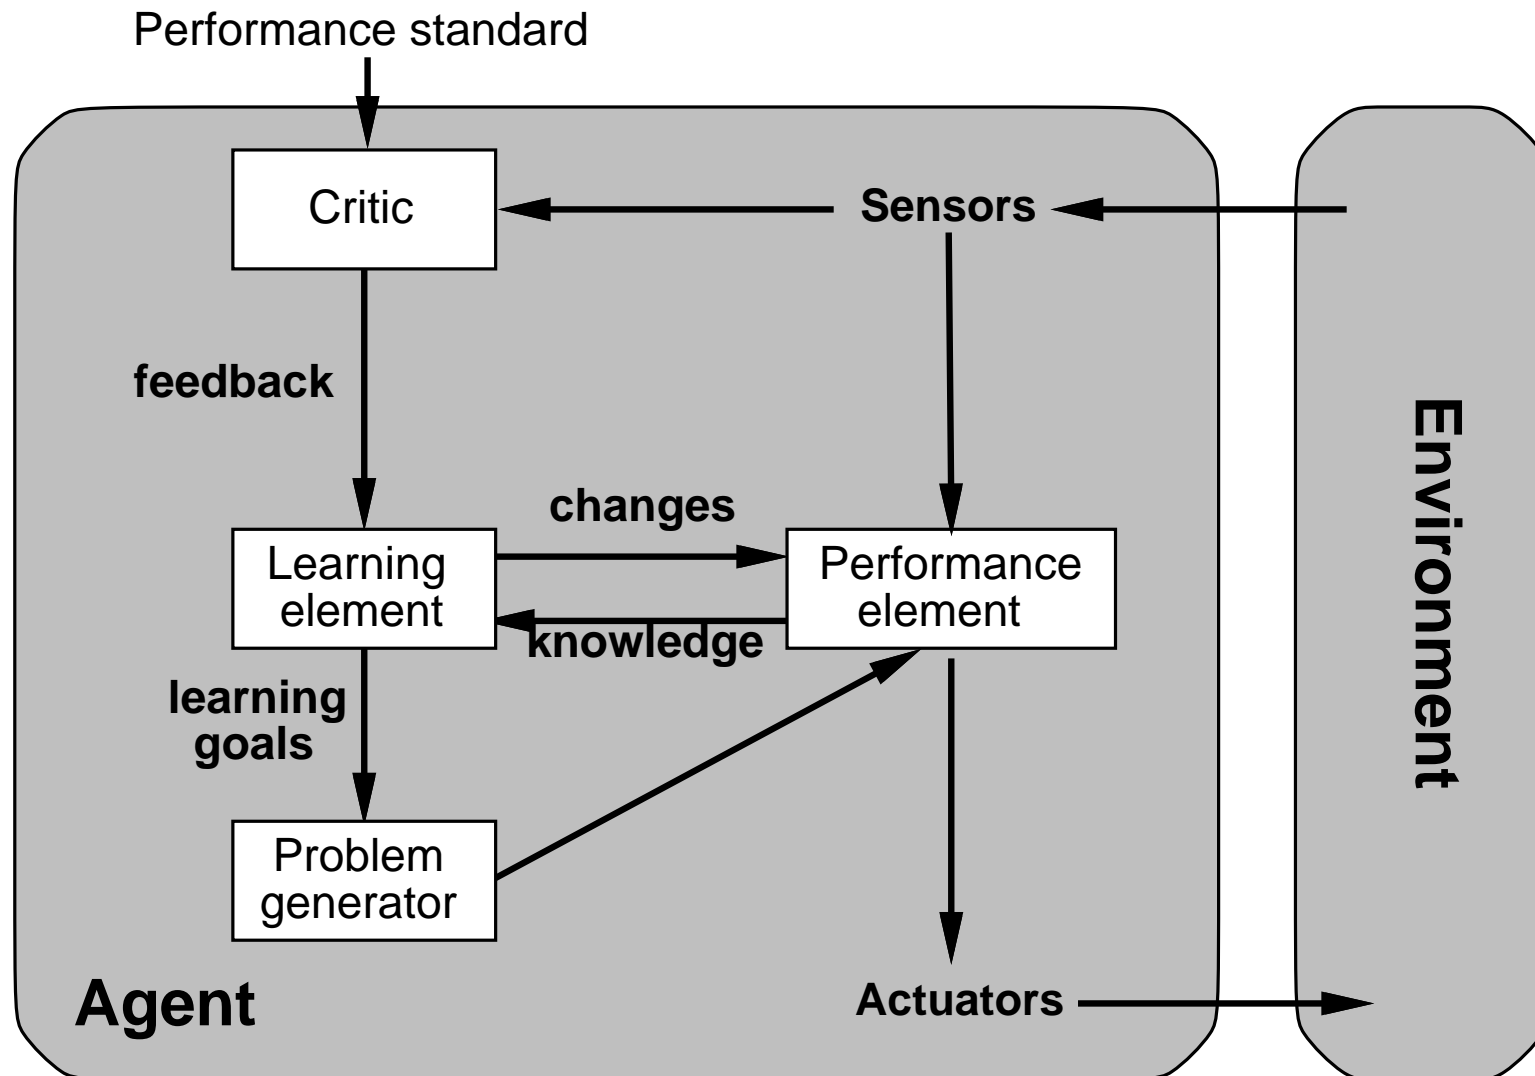 Performance standard
Critic
Sensors
feedback
changes
Learning
element
Performance
element
knowledge
learning
goals
Problem
generator
Agent
Actuators
Environment